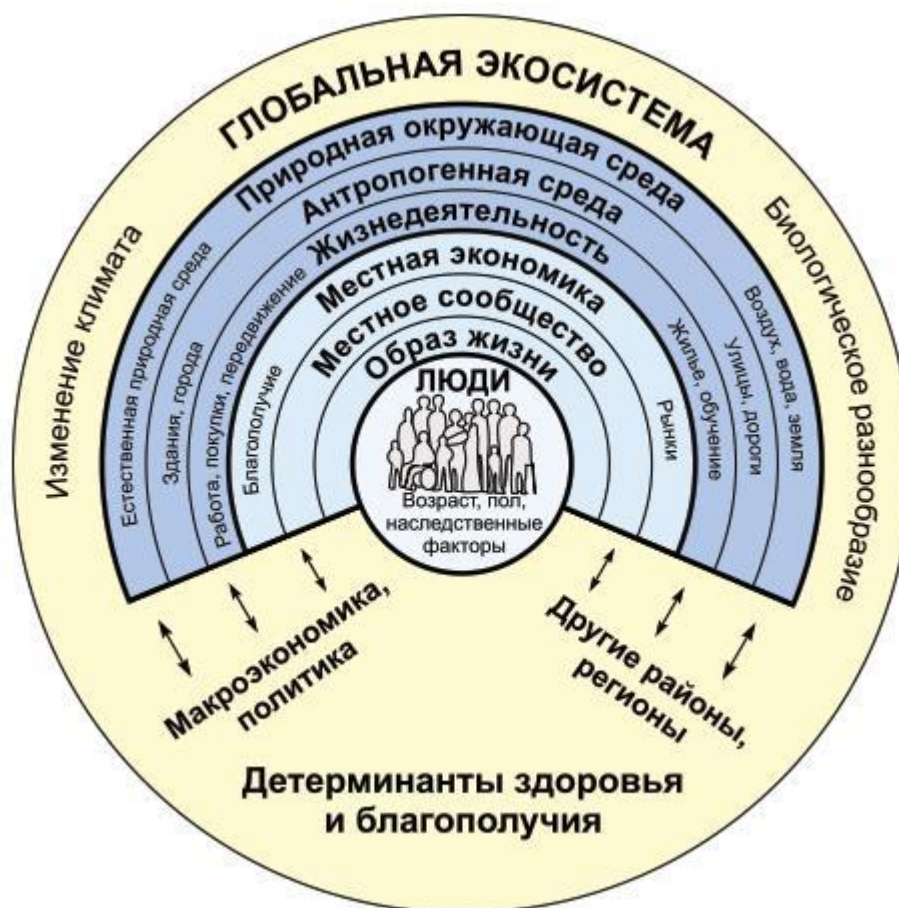 ГЛОБАЛЬНАЯ ЭКОСИСТЕМА
Изменение климата
Биологическое разнообразие
Природная окружающая среда
Естественная природная среда
Воздух, вода, земля
Антропогенная среда
Здания, города
Улицы, дороги
Жизнедеятельность
Работа, покупки, передвижение
Жилье, обучение
Местная экономика
Благополучие
Рынки
Местное сообщество
Образ жизни
ЛЮДИ
Возраст, пол,
наследственные
факторы
Макроэкономика,
политика
Другие районы,
регионы
Детерминанты здоровья
и благополучия